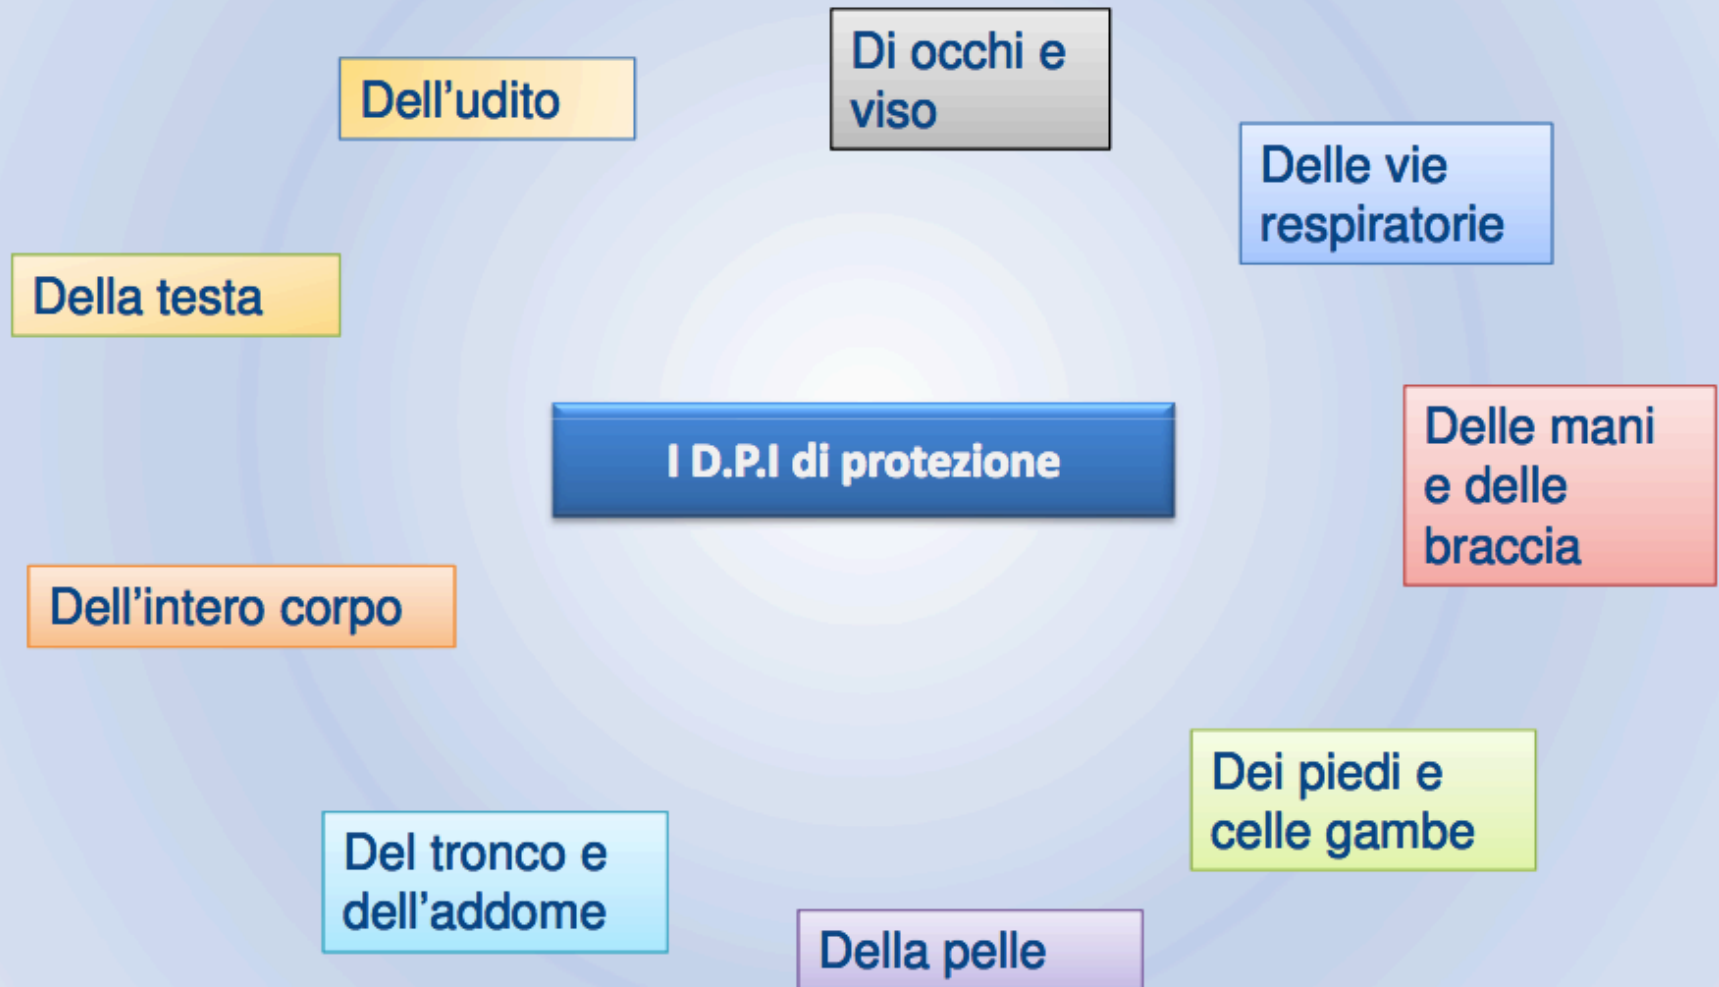 Di occhi e
viso
Dell'udito
Delle vie
respiratorie
Della testa
I D.P.I di protezione
Delle mani
e delle
braccia
Dell'intero corpo
Dei piedi e
celle gambe
Del tronco e
dell'addome
Della pelle